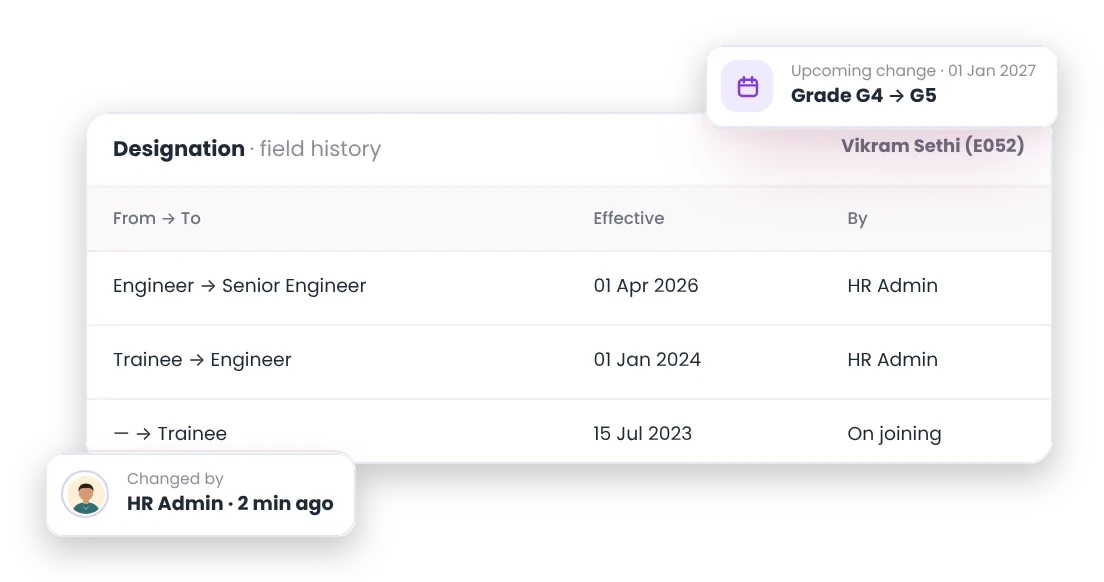 Upcoming change · 01 Jan 2027
Grade G4 → G5
Designation · field history
Vikram Sethi (E052)
From → To Effective By
Engineer → Senior Engineer 01 Apr 2026 HR Admin
Trainee → Engineer 01 Jan 2024 HR Admin
— → Trainee 15 Jul 2023 On joining
Changed by
HR Admin · 2 min ago